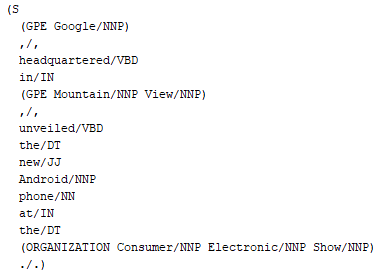 (S
(GPE Google/NNP)
,/,
headquartered/VBD
in/IN
(GPE Mountain/NNP View/NNP)
,/,
unveiled/VBD
the/DT
new/JJ
Android/NNP
phone/NN
at/IN
the/DT
(ORGANIZATION Consumer/NNP Electronic/NNP Show/NNP)
./.)